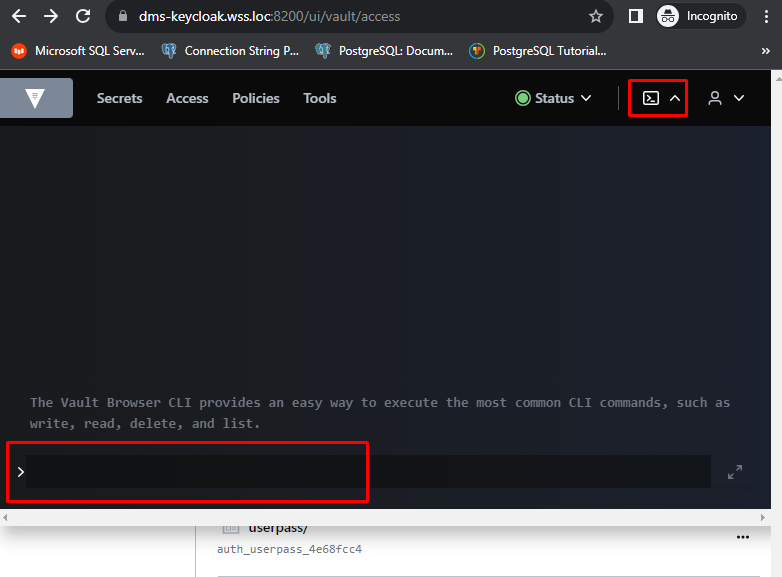 dms-keycloak.wss.loc:8200/ui/vault/access
Incognito
Microsoft SQL Serv...
Connection String P...
PostgreSQL: Docum...
PostgreSQL Tutorial...
»
Secrets
Access
Policies
Tools
Status
The Vault Browser CLI provides an easy way to execute the most common CLI commands, such as
write, read, delete, and list.
>
userpass/
auth_userpass_4e68fcc4